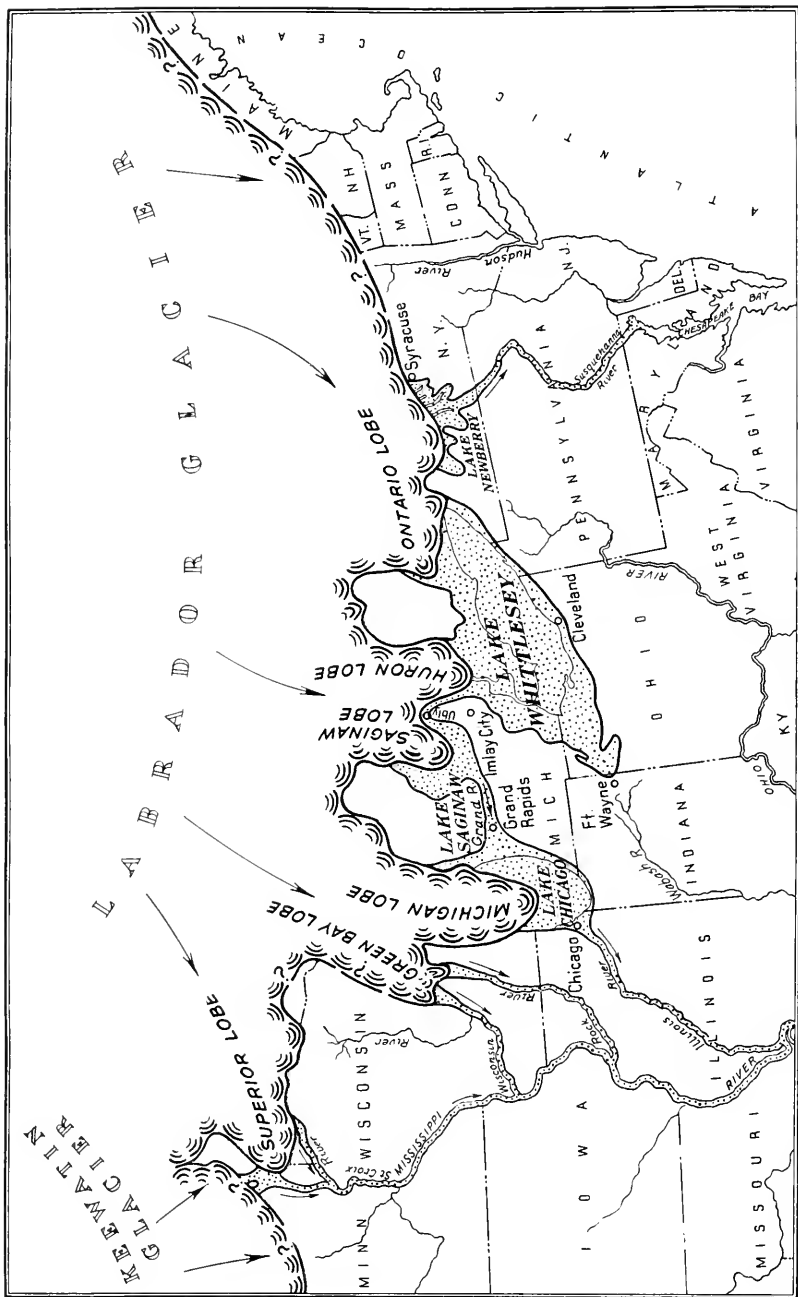 LABRADOR GLACIER
KEEWATIN
GLACIER
SUPERIOR LOBE
GREEN BAY LOBE
MICHIGAN LOBE
SAGINAW
LOBE
HURON LOBE
ONTARIO LOBE
?
?
?
?
?
?
?
MAINE
VT.
NH
MASS
CONN
R.I.
ATLANTIC OCEAN
Hudson
River
N.Y.
N.J.
Syracuse
LAKE
NEWBERRY
PENNSYLVANIA
Susquehanna
River
DEL.
MARYLAND
CHESAPEAKE
BAY
WEST
VIRGINIA
VIRGINIA
LAKE
WHITTLESEY
Cleveland
OHIO
OHIO
RIVER
KY
Ubly
Imlay City
LAKE
SAGINAW
Grand R.
Grand
Rapids
MICH
Ft.
Wayne
INDIANA
Wabash R.
LAKE
CHICAGO
Chicago
Illinois
River
ILLINOIS
Rock
River
WISCONSIN
Wisconsin
River
St Croix
River
MISSISSIPPI
RIVER
MINN
IOWA
MISSOURI